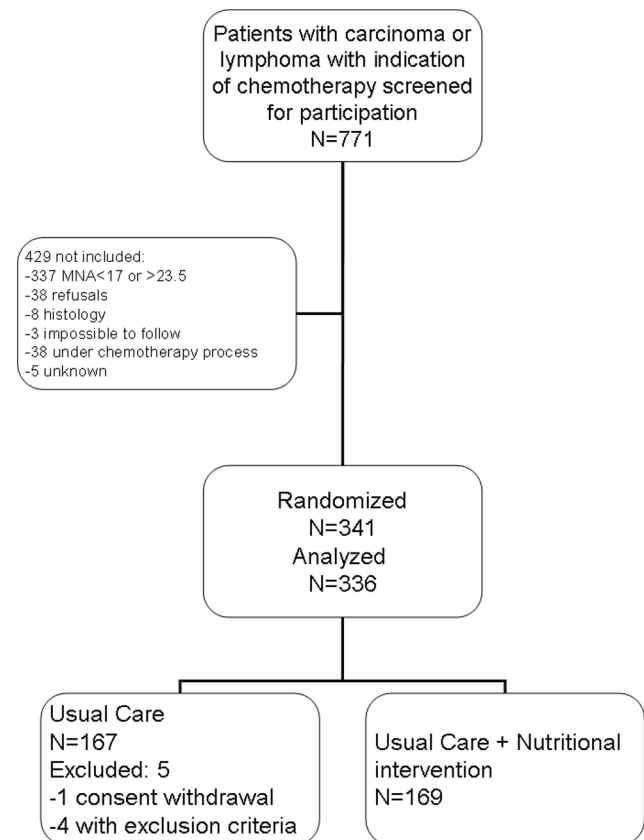 Patients with carcinoma or
lymphoma with indication
of chemotherapy screened
for participation
N=771
429 not included:
-337 MNA<17 or >23.5
-38 refusals
-8 histology
-3 impossible to follow
-38 under chemotherapy process
-5 unknown
Randomized
N=341
Analyzed
N=336
Usual Care
N=167
Excluded: 5
-1 consent withdrawal
-4 with exclusion criteria
Usual Care + Nutritional
intervention
N=169